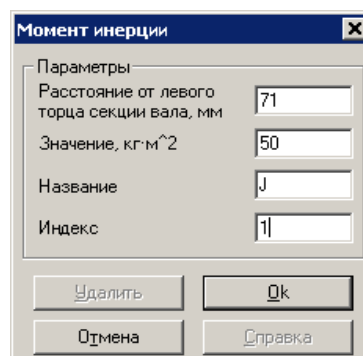 Момент инерции
Параметры
Расстояние от левого
торца секции вала, мм
71
Значение, кг·м^2
50
Название
J
Индекс
1
Удалить
Ok
Отмена
Справка